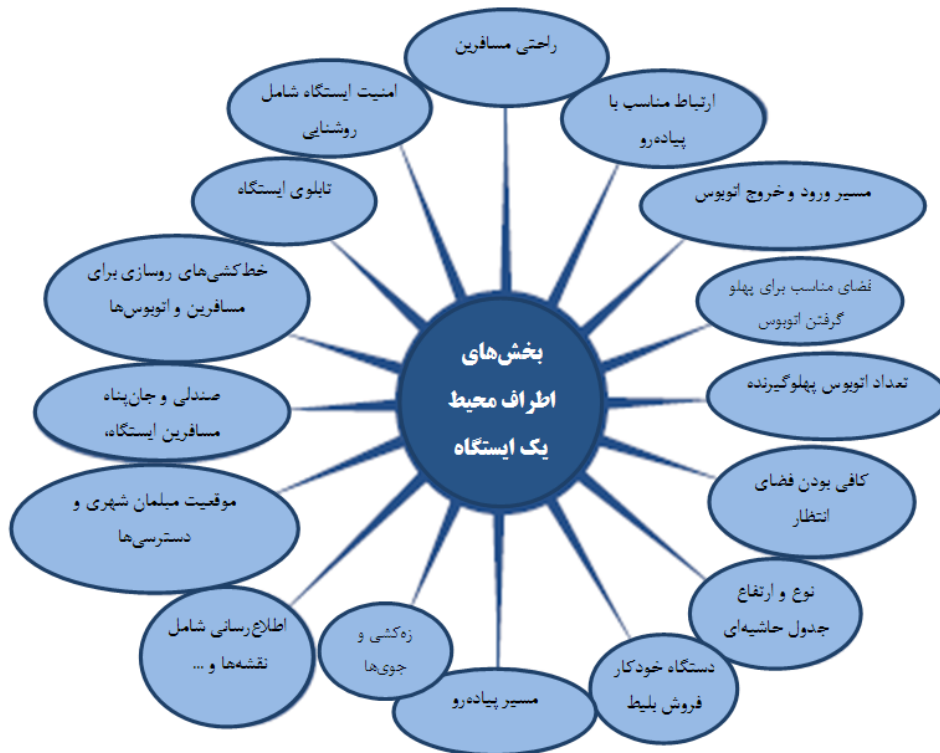 راحتی مسافرین
ارتباط مناسب با
پیاده‌رو
مسیر ورود و خروج اتوبوس
فضای مناسب برای پهلو
گرفتن اتوبوس
تعداد اتوبوس پهلوگیرنده
کافی بودن فضای
انتظار
نوع و ارتفاع
جدول حاشیه‌ای
دستگاه خودکار
فروش بلیط
مسیر پیاده‌رو
زه‌کشی و
جوی‌ها
اطلاع‌رسانی شامل
نقشه‌ها و ...
موقعیت مبلمان شهری و
دسترسی‌ها
صندلی و جان‌پناه
مسافرین ایستگاه،
خط‌کشی‌های روسازی برای
مسافرین و اتوبوس‌ها
تابلوی ایستگاه
امنیت ایستگاه شامل
روشنایی
بخش‌های
اطراف محیط
یک ایستگاه